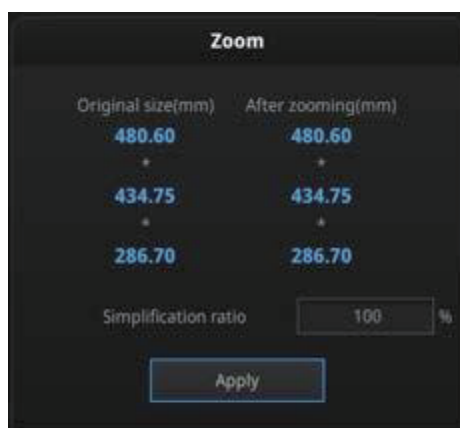 Zoom
Original size(mm) After zooming(mm)
480.60 480.60
* *
434.75 434.75
* *
286.70 286.70
Simplification ratio 100 %
Apply